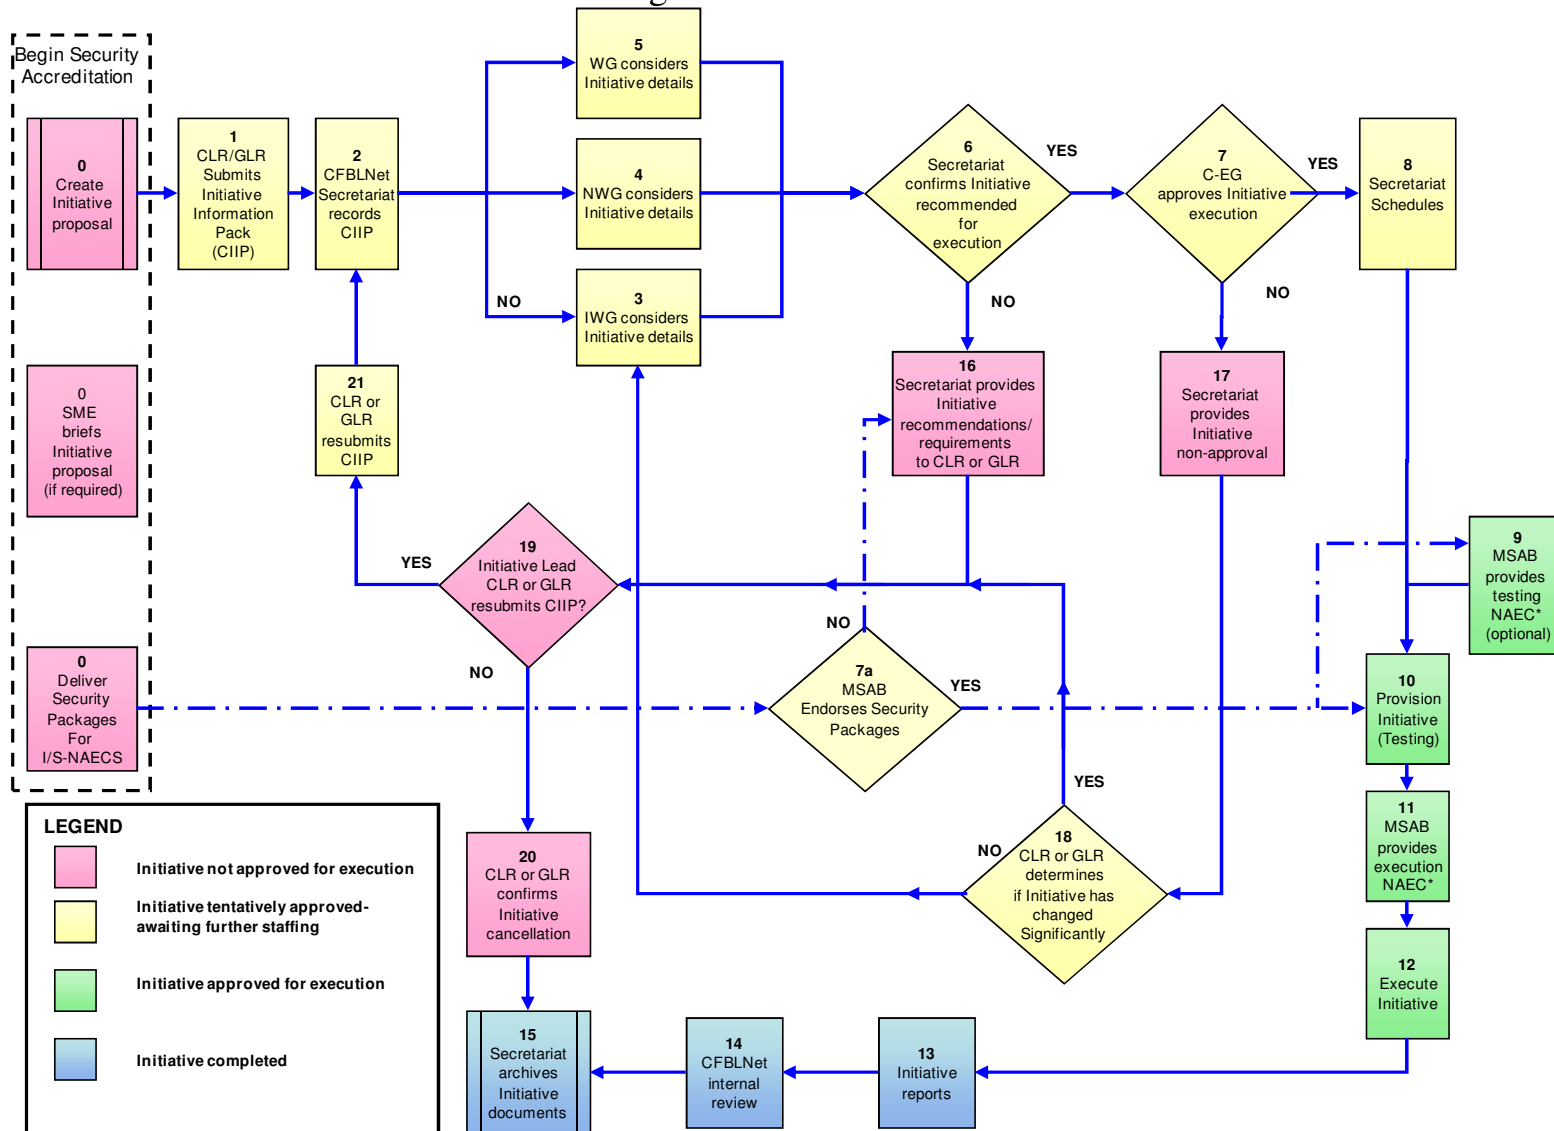 g
Begin Security
Accreditation
0
Create
Initiative
proposal
1
CLR/GLR
Submits
Initiative
Information
Pack
(CIIP)
2
CFBLNet
Secretariat
records
CIIP
5
WG considers
Initiative details
4
NWG considers
Initiative details
NO
3
IWG considers
Initiative details
6
Secretariat
confirms Initiative
recommended
for
execution
YES
NO
7
C-EG
approves Initiative
execution
YES
NO
8
Secretariat
Schedules
0
SME
briefs
Initiative
proposal
(if required)
21
CLR or
GLR
resubmits
CIIP
16
Secretariat provides
Initiative
recommendations/
requirements
to CLR or GLR
17
Secretariat
provides
Initiative
non-approval
YES
19
Initiative Lead
CLR or GLR
resubmits CIIP?
NO
9
MSAB
provides
testing
NAEC*
(optional)
0
Deliver
Security
Packages
For
I/S-NAECS
NO
7a
MSAB
Endorses Security
Packages
YES
10
Provision
Initiative
(Testing)
YES
NO
18
CLR or GLR
determines
if Initiative has
changed
Significantly
11
MSAB
provides
execution
NAEC*
20
CLR or GLR
confirms
Initiative
cancellation
12
Execute
Initiative
15
Secretariat
archives
Initiative
documents
14
CFBLNet
internal
review
13
Initiative
reports
LEGEND
Initiative not approved for execution
Initiative tentatively approved-
awaiting further staffing
Initiative approved for execution
Initiative completed